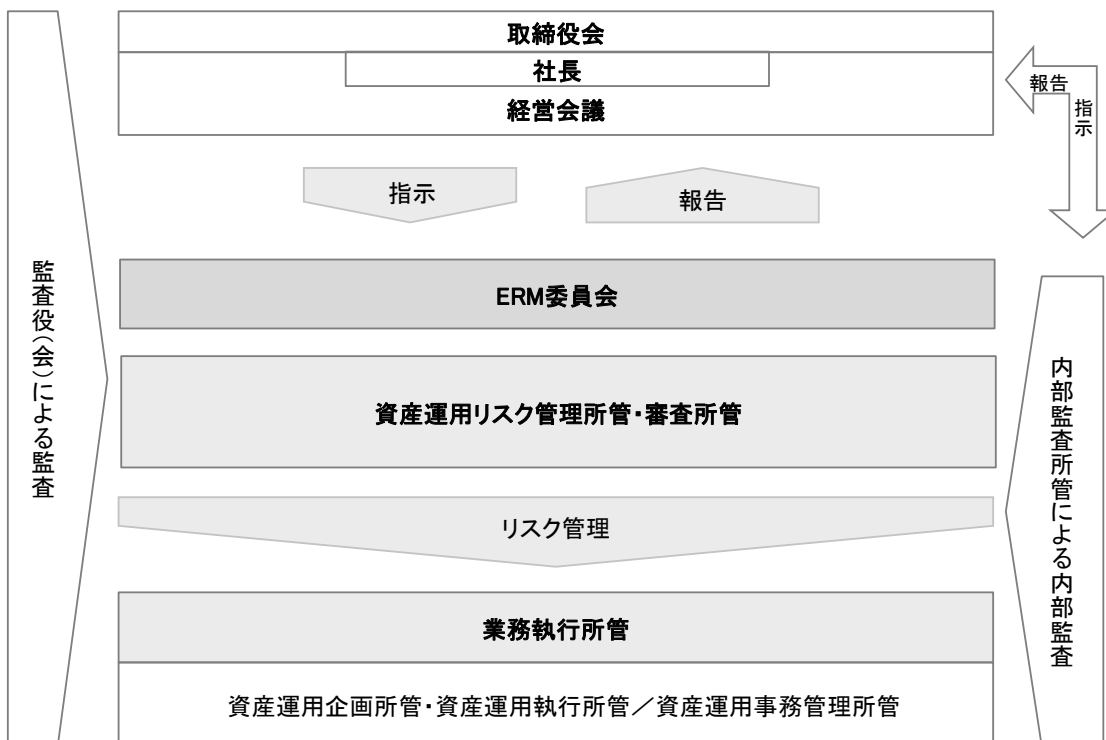 取締役会
社長
経営会議
報告
指示
指示
報告
ERM委員会
資産運用リスク管理所管・審査所管
リスク管理
業務執行所管
資産運用企画所管・資産運用執行所管／資産運用事務管理所管
監査役（会）による監査
内部監査所管による内部監査